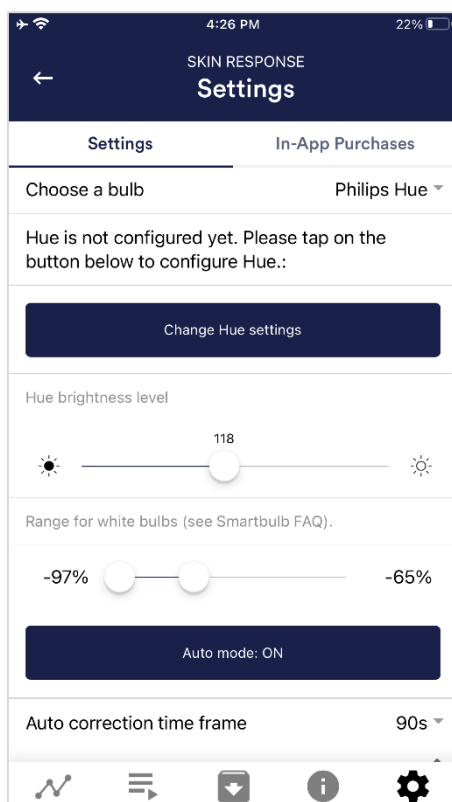 4:26 PM
22%
SKIN RESPONSE
Settings
Settings
In-App Purchases
Choose a bulb
Philips Hue
Hue is not configured yet. Please tap on the
button below to configure Hue.:
Change Hue settings
Hue brightness level
118
Range for white bulbs (see Smartbulb FAQ).
-97%
-65%
Auto mode: ON
Auto correction time frame
90s